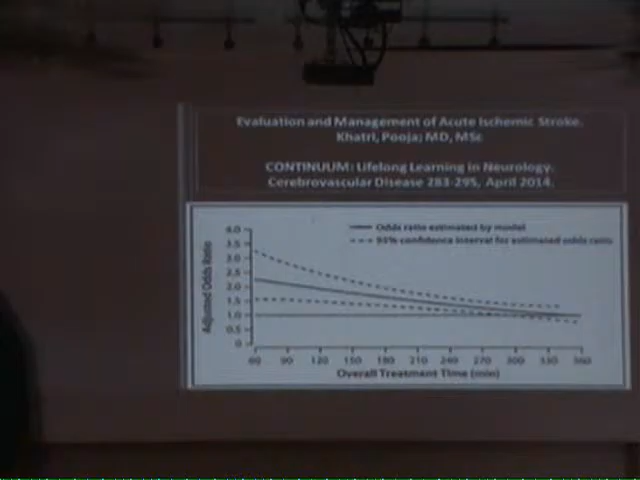 Evaluation and Management of Acute Ischemic Stroke.
Khatri, Pooja; MD, MSc
CONTINUUM: Lifelong Learning in Neurology.
Cerebrovascular Disease 283-295, April 2014.
Odds ratio estimated by model
95% confidence interval for estimated odds ratio
Adjusted Odds Ratio
4.0
3.5
3.0
2.5
2.0
1.5
1.0
0.5
0
60 90 120 150 180 210 240 270 300 330 360
Overall Treatment Time (min)